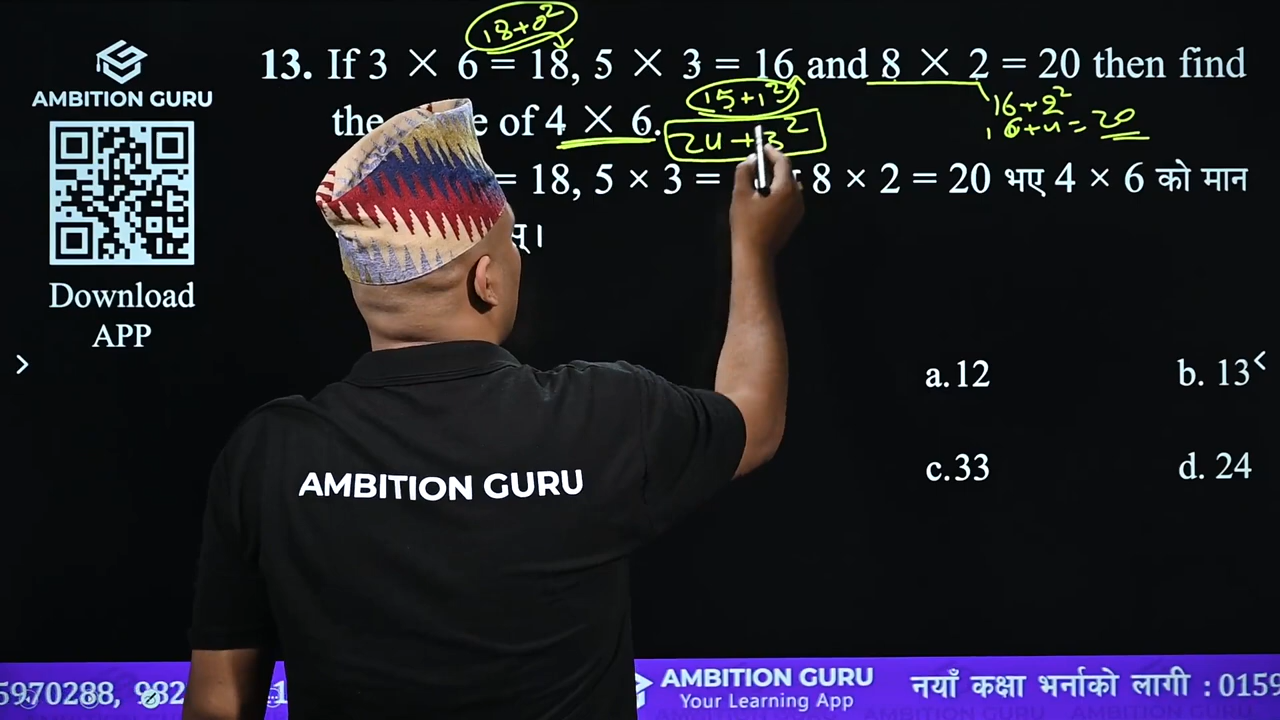 18+0²
13. If 3 × 6 = 18, 5 × 3 = 16 and 8 × 2 = 20 then find
15+1²
16+2²
the of 4 × 6.
24+3²
16+4=20
= 18, 5 × 3 = 8 × 2 = 20 भए 4 × 6 को मान
AMBITION GURU
Download
APP
a. 12
b. 13
c. 33
d. 24
AMBITION GURU
AMBITION GURU
Your Learning App
5970288, 982
नयाँ कक्षा भर्नाको लागी : 0159